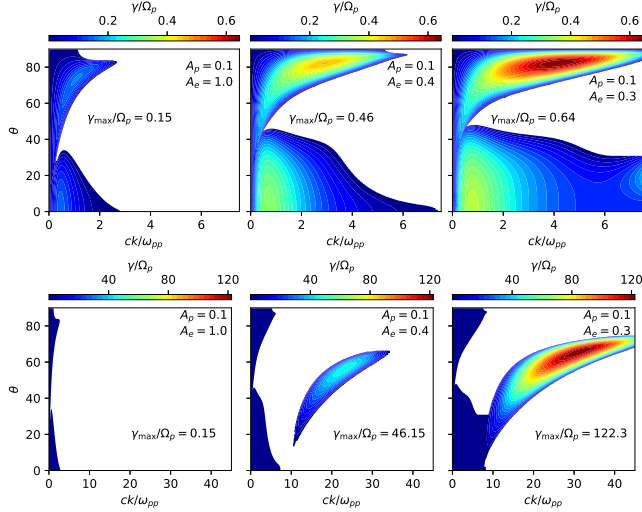 γ/Ω_p γ/Ω_p γ/Ω_p
0.2 0.4 0.6 0.2 0.4 0.6 0.2 0.4 0.6
A_p = 0.1 A_p = 0.1 A_p = 0.1
A_e = 1.0 A_e = 0.4 A_e = 0.3
γ_max/Ω_p = 0.15 γ_max/Ω_p = 0.46 γ_max/Ω_p = 0.64
80
60
40
20
0
θ
0 2 4 6 0 2 4 6 0 2 4 6
ck/ω_pp ck/ω_pp ck/ω_pp
γ/Ω_p γ/Ω_p γ/Ω_p
40 80 120 40 80 120 40 80 120
A_p = 0.1 A_p = 0.1 A_p = 0.1
A_e = 1.0 A_e = 0.4 A_e = 0.3
γ_max/Ω_p = 0.15 γ_max/Ω_p = 46.15 γ_max/Ω_p = 122.3
80
60
40
20
0
θ
0 10 20 30 40 0 10 20 30 40 0 10 20 30 40
ck/ω_pp ck/ω_pp ck/ω_pp